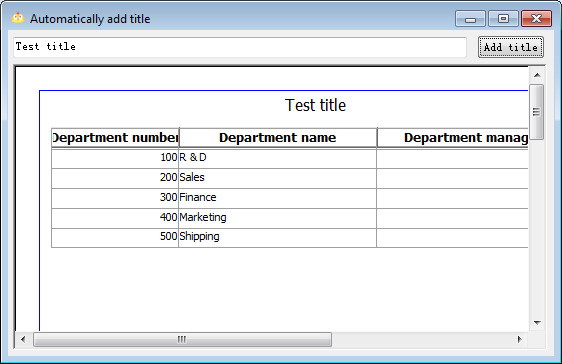 Automatically add title
Test title Add title
Test title
Department number Department name Department manag
100 R & D
200 Sales
300 Finance
400 Marketing
500 Shipping